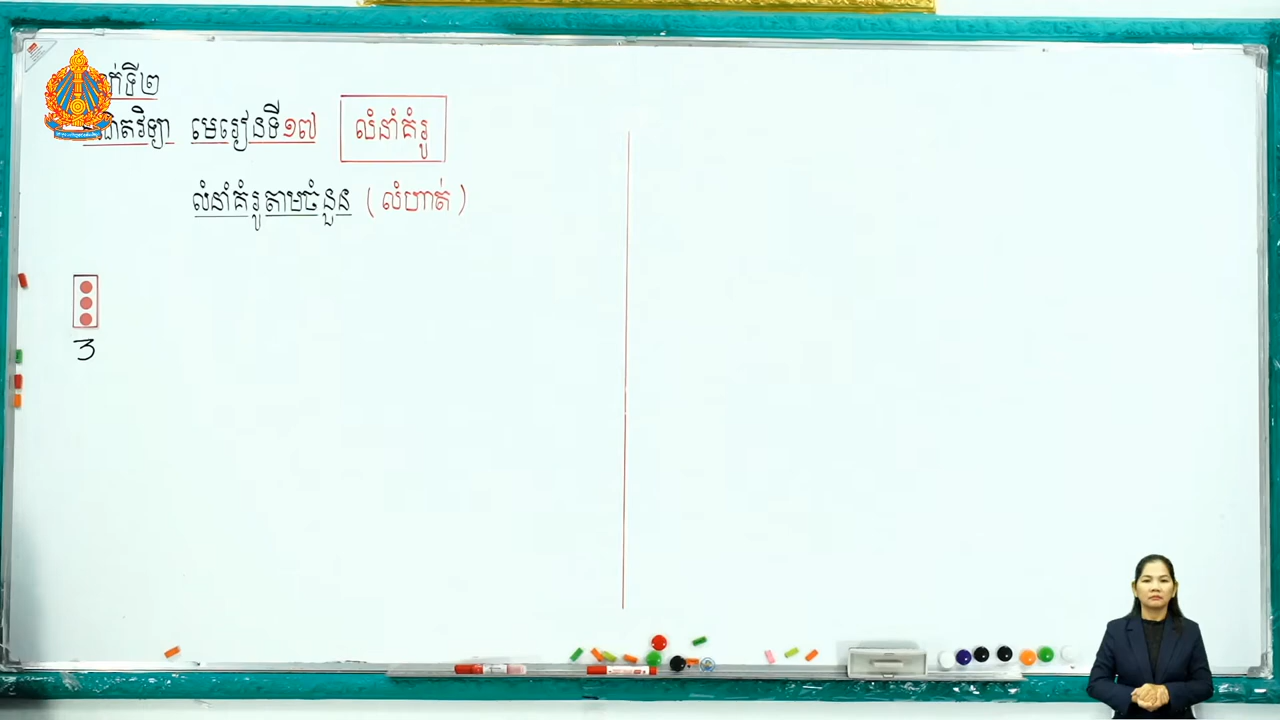 ថ្នាក់ទី២
គណិតវិទ្យា មេរៀនទី១៧ លំនាំគំរូ
លំនាំគំរូតាមចំនួន (លំហាត់)
3